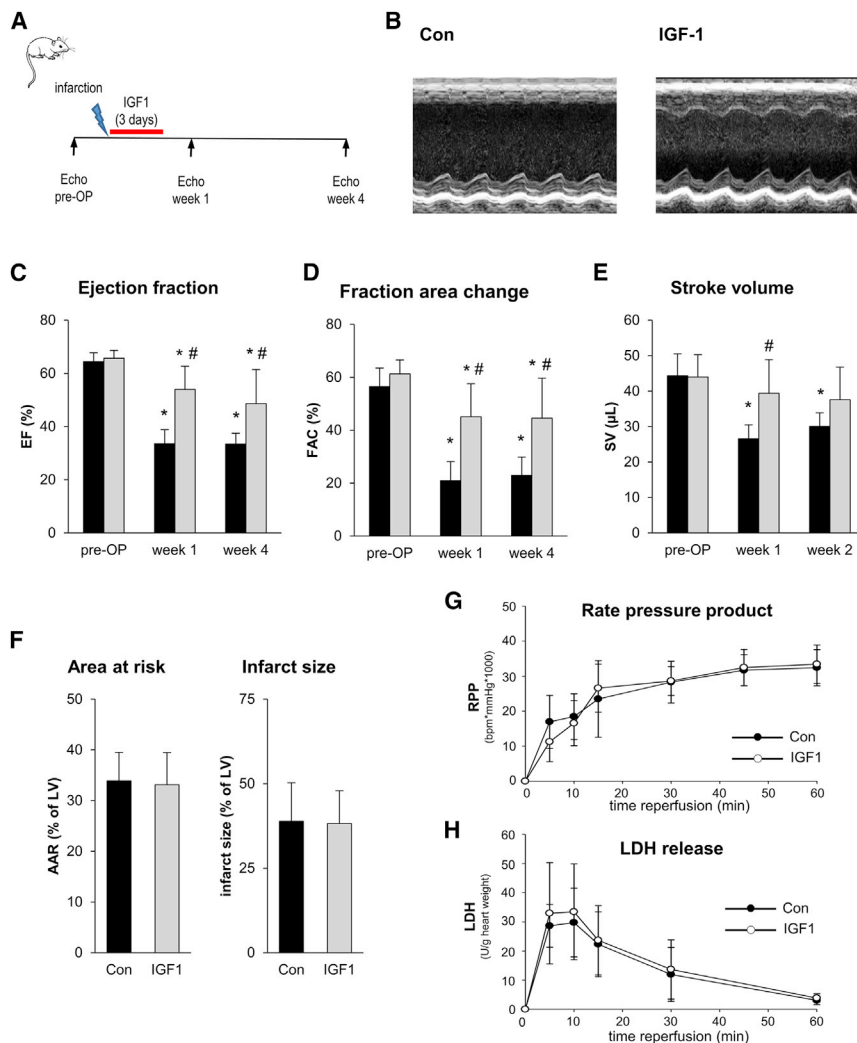 A
infarction
IGF1
(3 days)
Echo
pre-OP
Echo
week 1
Echo
week 4
B
Con
IGF-1
C
Ejection fraction
EF (%)
80
60
40
20
0
* 
* #
*
* #
pre-OP
week 1
week 4
D
Fraction area change
FAC (%)
80
60
40
20
0
*
* #
*
* #
pre-OP
week 1
week 4
E
Stroke volume
SV (µL)
60
50
40
30
20
10
0
*
#
*
pre-OP
week 1
week 2
F
Area at risk
AAR (% of LV)
60
45
30
15
0
Con
IGF1
Infarct size
infarct size (% of LV)
75
50
25
0
Con
IGF1
G
Rate pressure product
RPP
(bpm*mmHg*1000)
50
40
30
20
10
0
Con
IGF1
0 10 20 30 40 50 60
time reperfusion (min)
H
LDH release
LDH
(U/g heart weight)
60
50
40
30
20
10
0
Con
IGF1
0 10 20 30 40 50 60
time reperfusion (min)